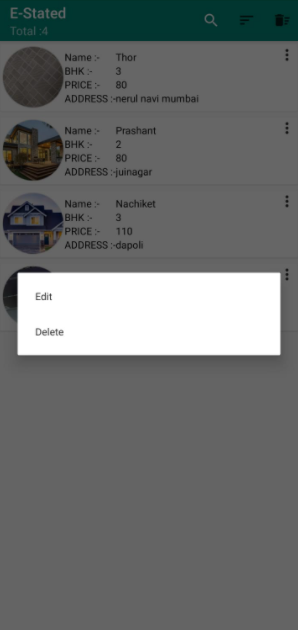 E-Stated
Total :4
Name :- Thor
BHK :- 3
PRICE :- 80
ADDRESS :-nerul navi mumbai
Name :- Prashant
BHK :- 2
PRICE :- 80
ADDRESS :-juinagar
Name :- Nachiket
BHK :- 3
PRICE :- 110
ADDRESS :-dapoli
Edit
Delete